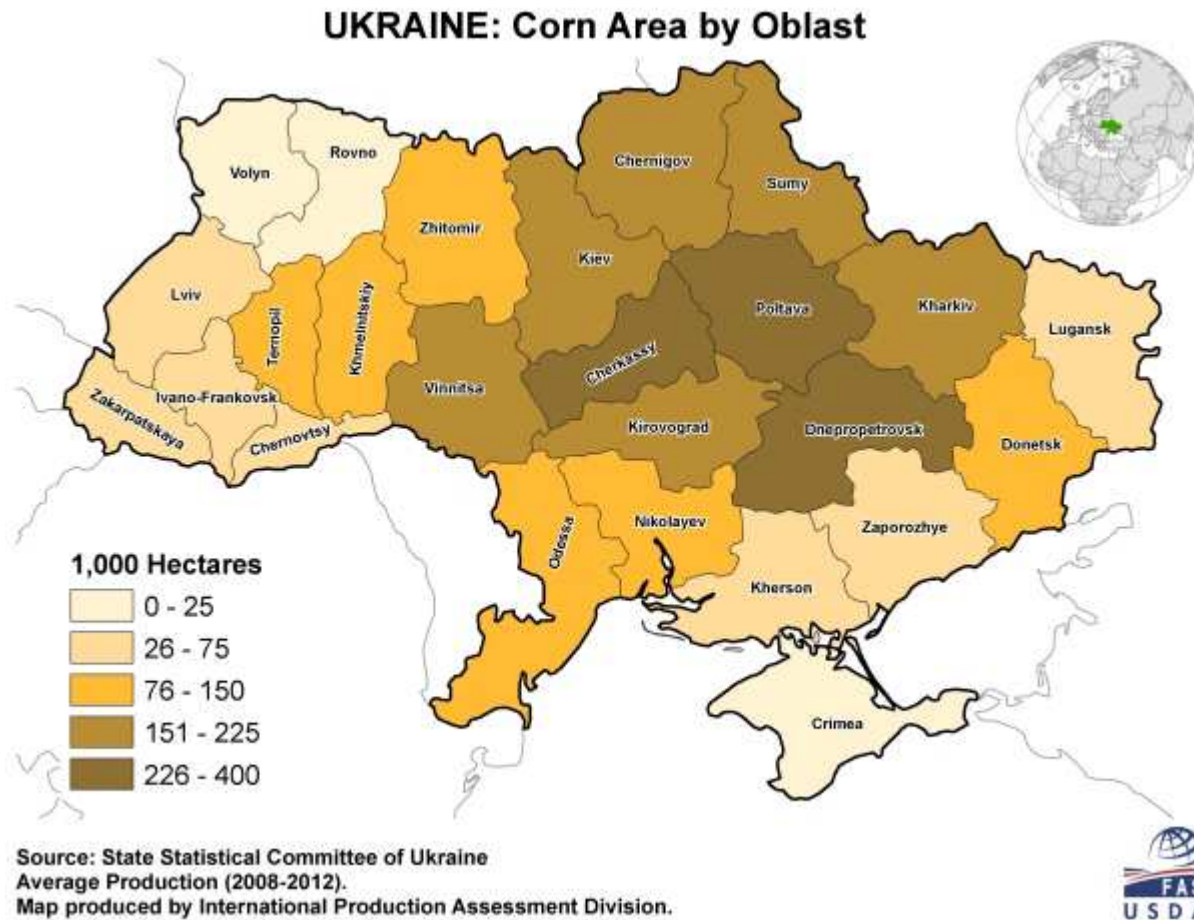 UKRAINE: Corn Area by Oblast
Volyn
Rovno
Zhitomir
Chernigov
Sumy
Kiev
Lviv
Ternopil
Khmelnitskiy
Poltava
Kharkiv
Lugansk
Cherkassy
Vinnitsa
Zakarpatskaya
Ivano-Frankovsk
Chernovtsy
Kirovograd
Dnepropetrovsk
Donetsk
Odessa
Nikolayev
Zaporozhye
Kherson
Crimea
1,000 Hectares
0 - 25
26 - 75
76 - 150
151 - 225
226 - 400
Source: State Statistical Committee of Ukraine
Average Production (2008-2012).
Map produced by International Production Assessment Division.
FA
USD